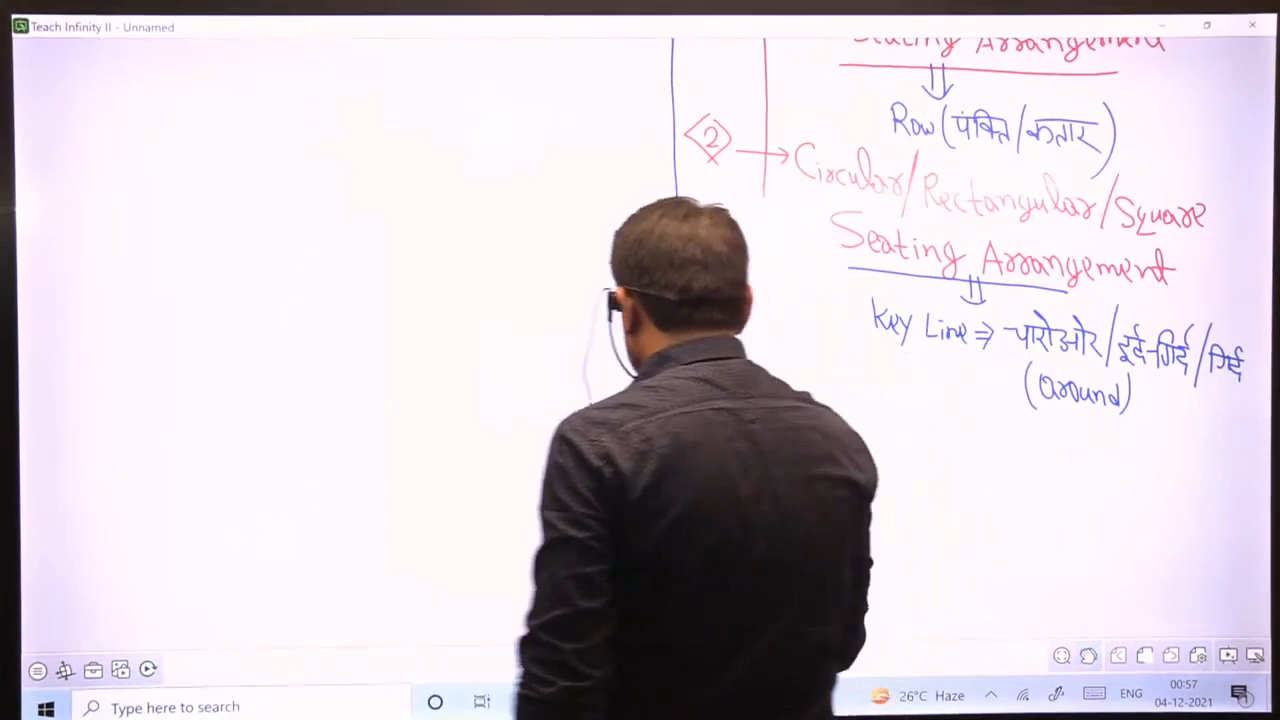 Teach Infinity II - Unnamed
Seating Arrangement
Row (पंक्ति/कतार)
2
Circular/Rectangular/Square
Seating Arrangement
Key Line ⇒ चारोओर/इर्द-गिर्द/गिर्द
(around)
Type here to search
26°C Haze
ENG
00:57
04-12-2021